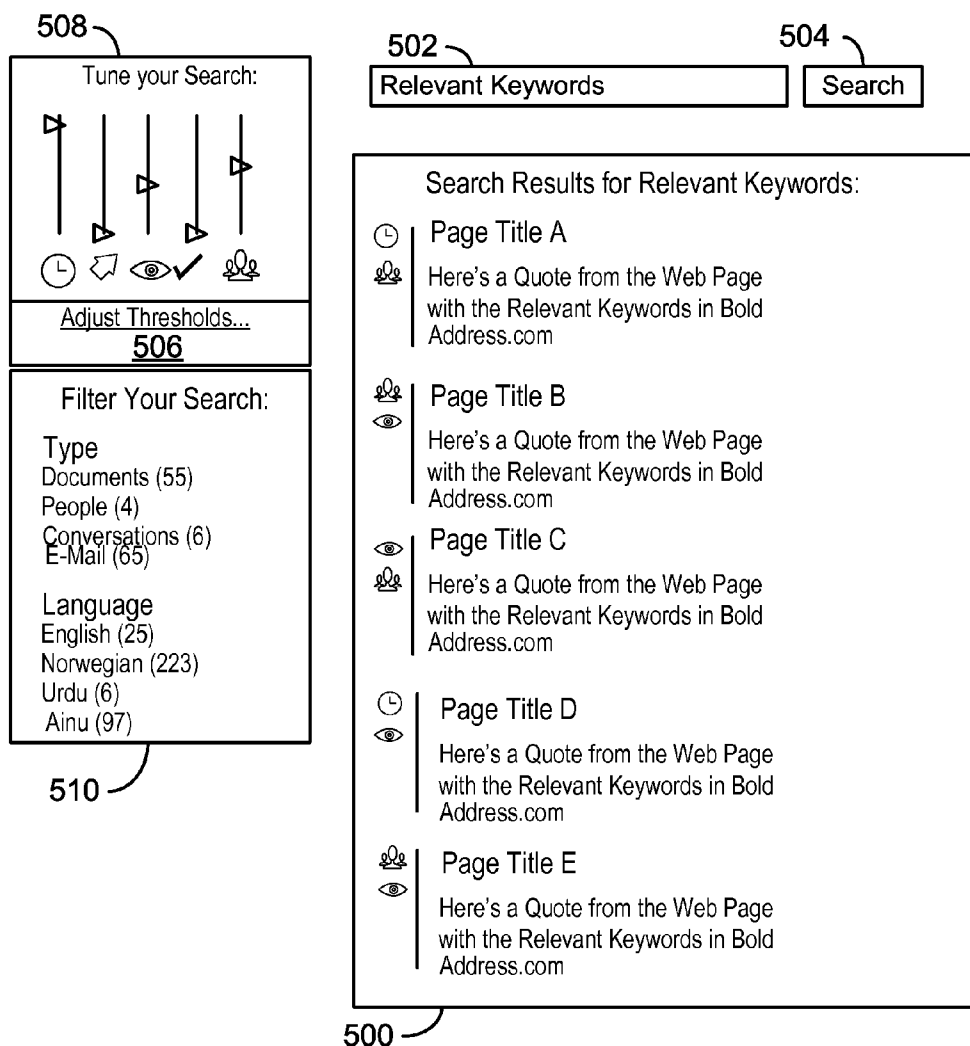 508
Tune your Search:
Adjust Thresholds...
506
Filter Your Search:
Type
Documents (55)
People (4)
Conversations (6)
E-Mail (65)
Language
English (25)
Norwegian (223)
Urdu (6)
Ainu (97)
510
502
504
Relevant Keywords
Search
Search Results for Relevant Keywords:
Page Title A
Here's a Quote from the Web Page
with the Relevant Keywords in Bold
Address.com
Page Title B
Here's a Quote from the Web Page
with the Relevant Keywords in Bold
Address.com
Page Title C
Here's a Quote from the Web Page
with the Relevant Keywords in Bold
Address.com
Page Title D
Here's a Quote from the Web Page
with the Relevant Keywords in Bold
Address.com
Page Title E
Here's a Quote from the Web Page
with the Relevant Keywords in Bold
Address.com
500